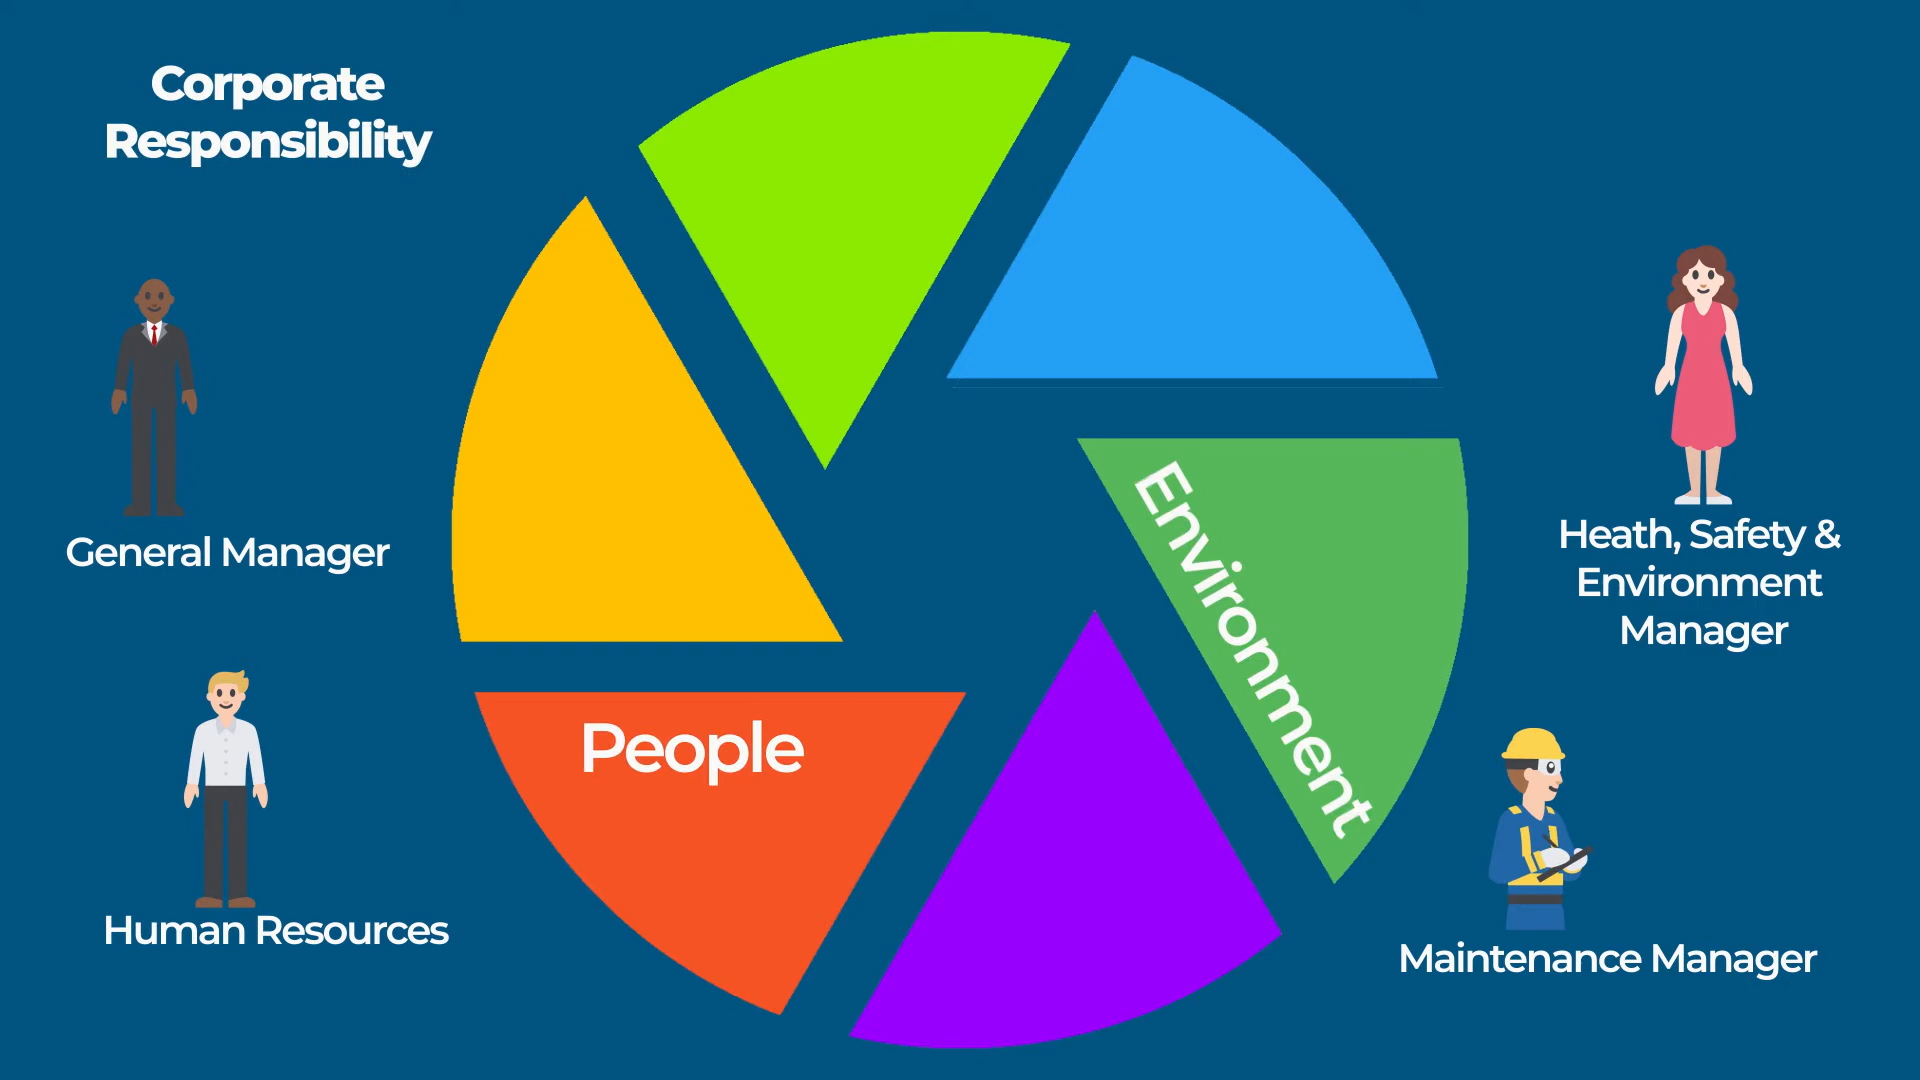 Corporate
Responsibility
General Manager
Human Resources
People
Environment
Heath, Safety &
Environment
Manager
Maintenance Manager